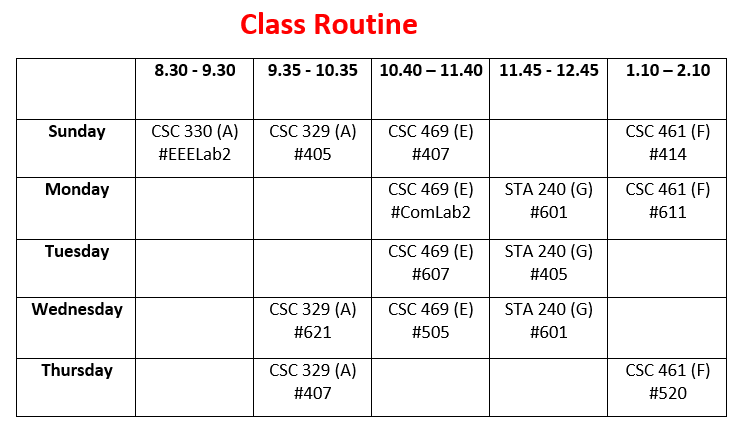 Class Routine
8.30 - 9.30 9.35 - 10.35 10.40 – 11.40 11.45 - 12.45 1.10 – 2.10
Sunday CSC 330 (A) CSC 329 (A) CSC 469 (E) CSC 461 (F)
#EEELab2 #405 #407 #414
Monday CSC 469 (E) STA 240 (G) CSC 461 (F)
#ComLab2 #601 #611
Tuesday CSC 469 (E) STA 240 (G)
#607 #405
Wednesday CSC 329 (A) CSC 469 (E) STA 240 (G)
#621 #505 #601
Thursday CSC 329 (A) CSC 461 (F)
#407 #520